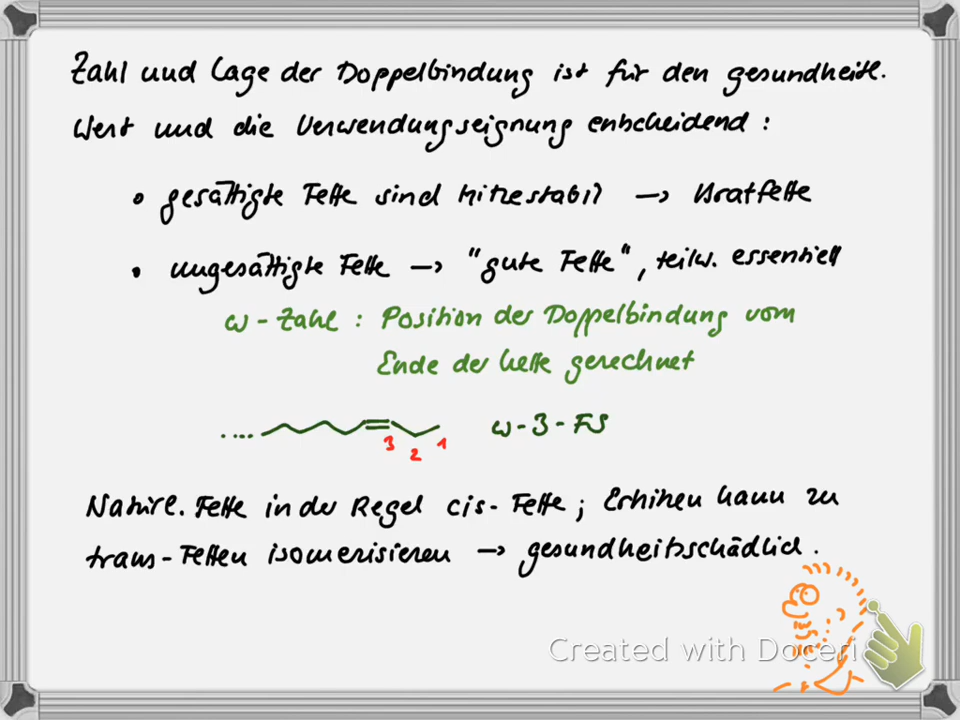 Zahl und Lage der Doppelbindung ist für den gesundheitl.
Wert und die Verwendungseignung entscheidend :
• gesättigte Fette sind hitzestabil → Bratfette
• ungesättigte Fette → "gute Fette", teilw. essentiell
ω - Zahl : Position der Doppelbindung vom
Ende der Kette gerechnet
.... 3 2 1 ω - 3 - FS
Natürl. Fette in der Regel cis - Fette ; Erhitzen kann zu
trans - Fetten isomerisieren → gesundheitsschädlich .
Created with Doceri